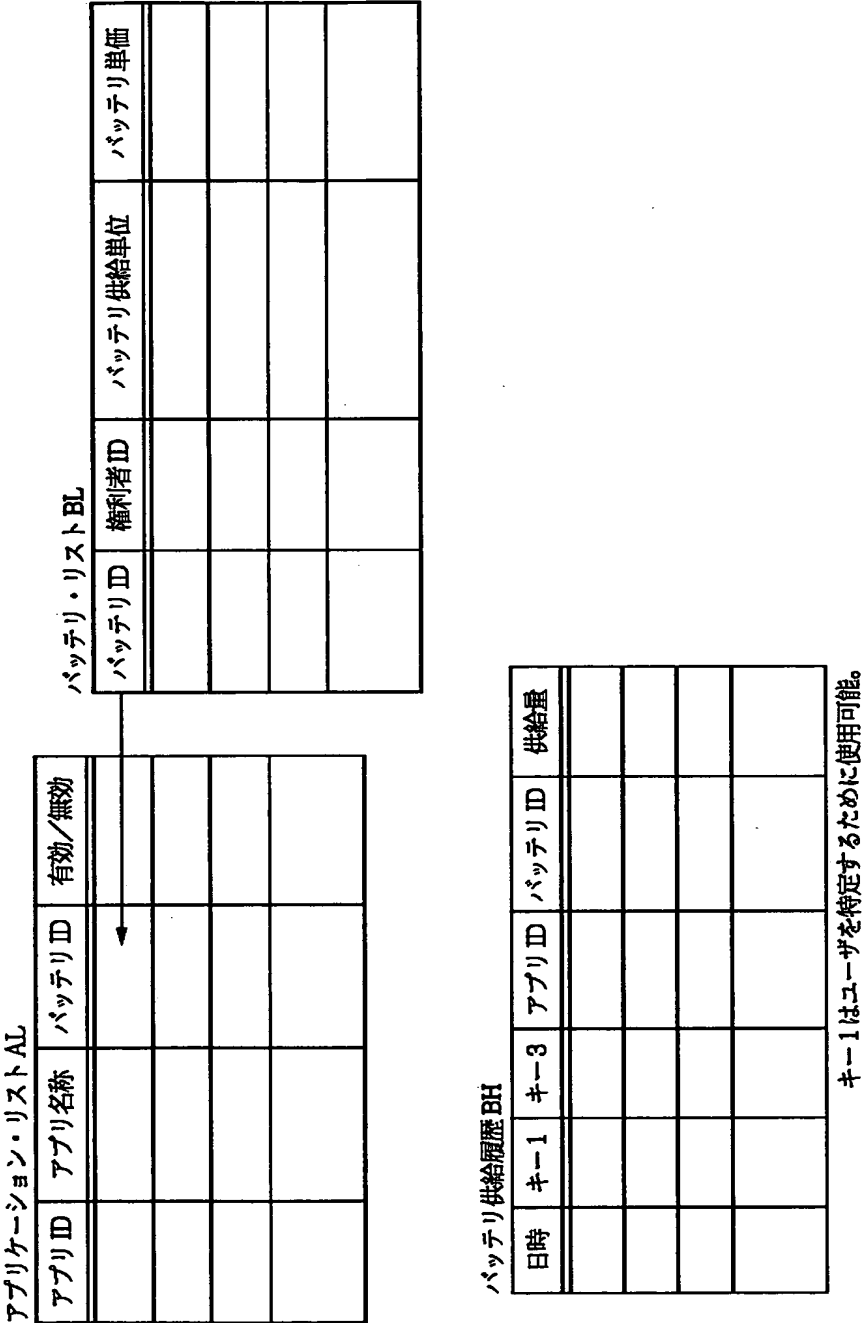 アプリケーション・リストAL
アプリID アプリ名称 バッテリID 有効/無効
バッテリ・リストBL
バッテリID 権利者ID バッテリ供給単位 バッテリ単価
バッテリ供給履歴BH
日時 キー1 キー3 アプリID バッテリID 供給量
キー1はユーザを特定するために使用可能。